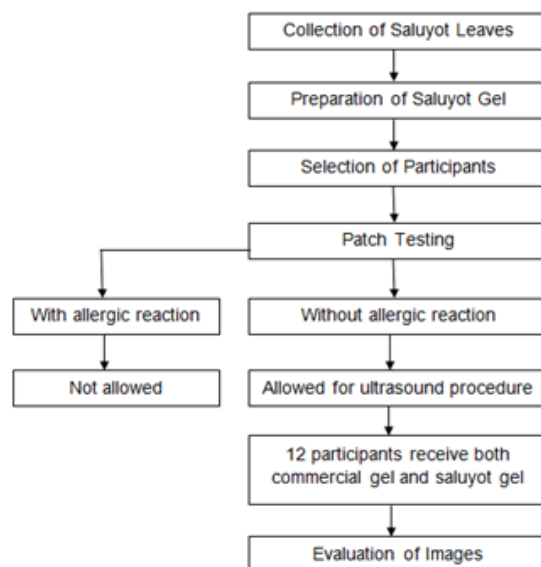 Collection of Saluyot Leaves
Preparation of Saluyot Gel
Selection of Participants
Patch Testing
With allergic reaction
Without allergic reaction
Not allowed
Allowed for ultrasound procedure
12 participants receive both
commercial gel and saluyot gel
Evaluation of Images